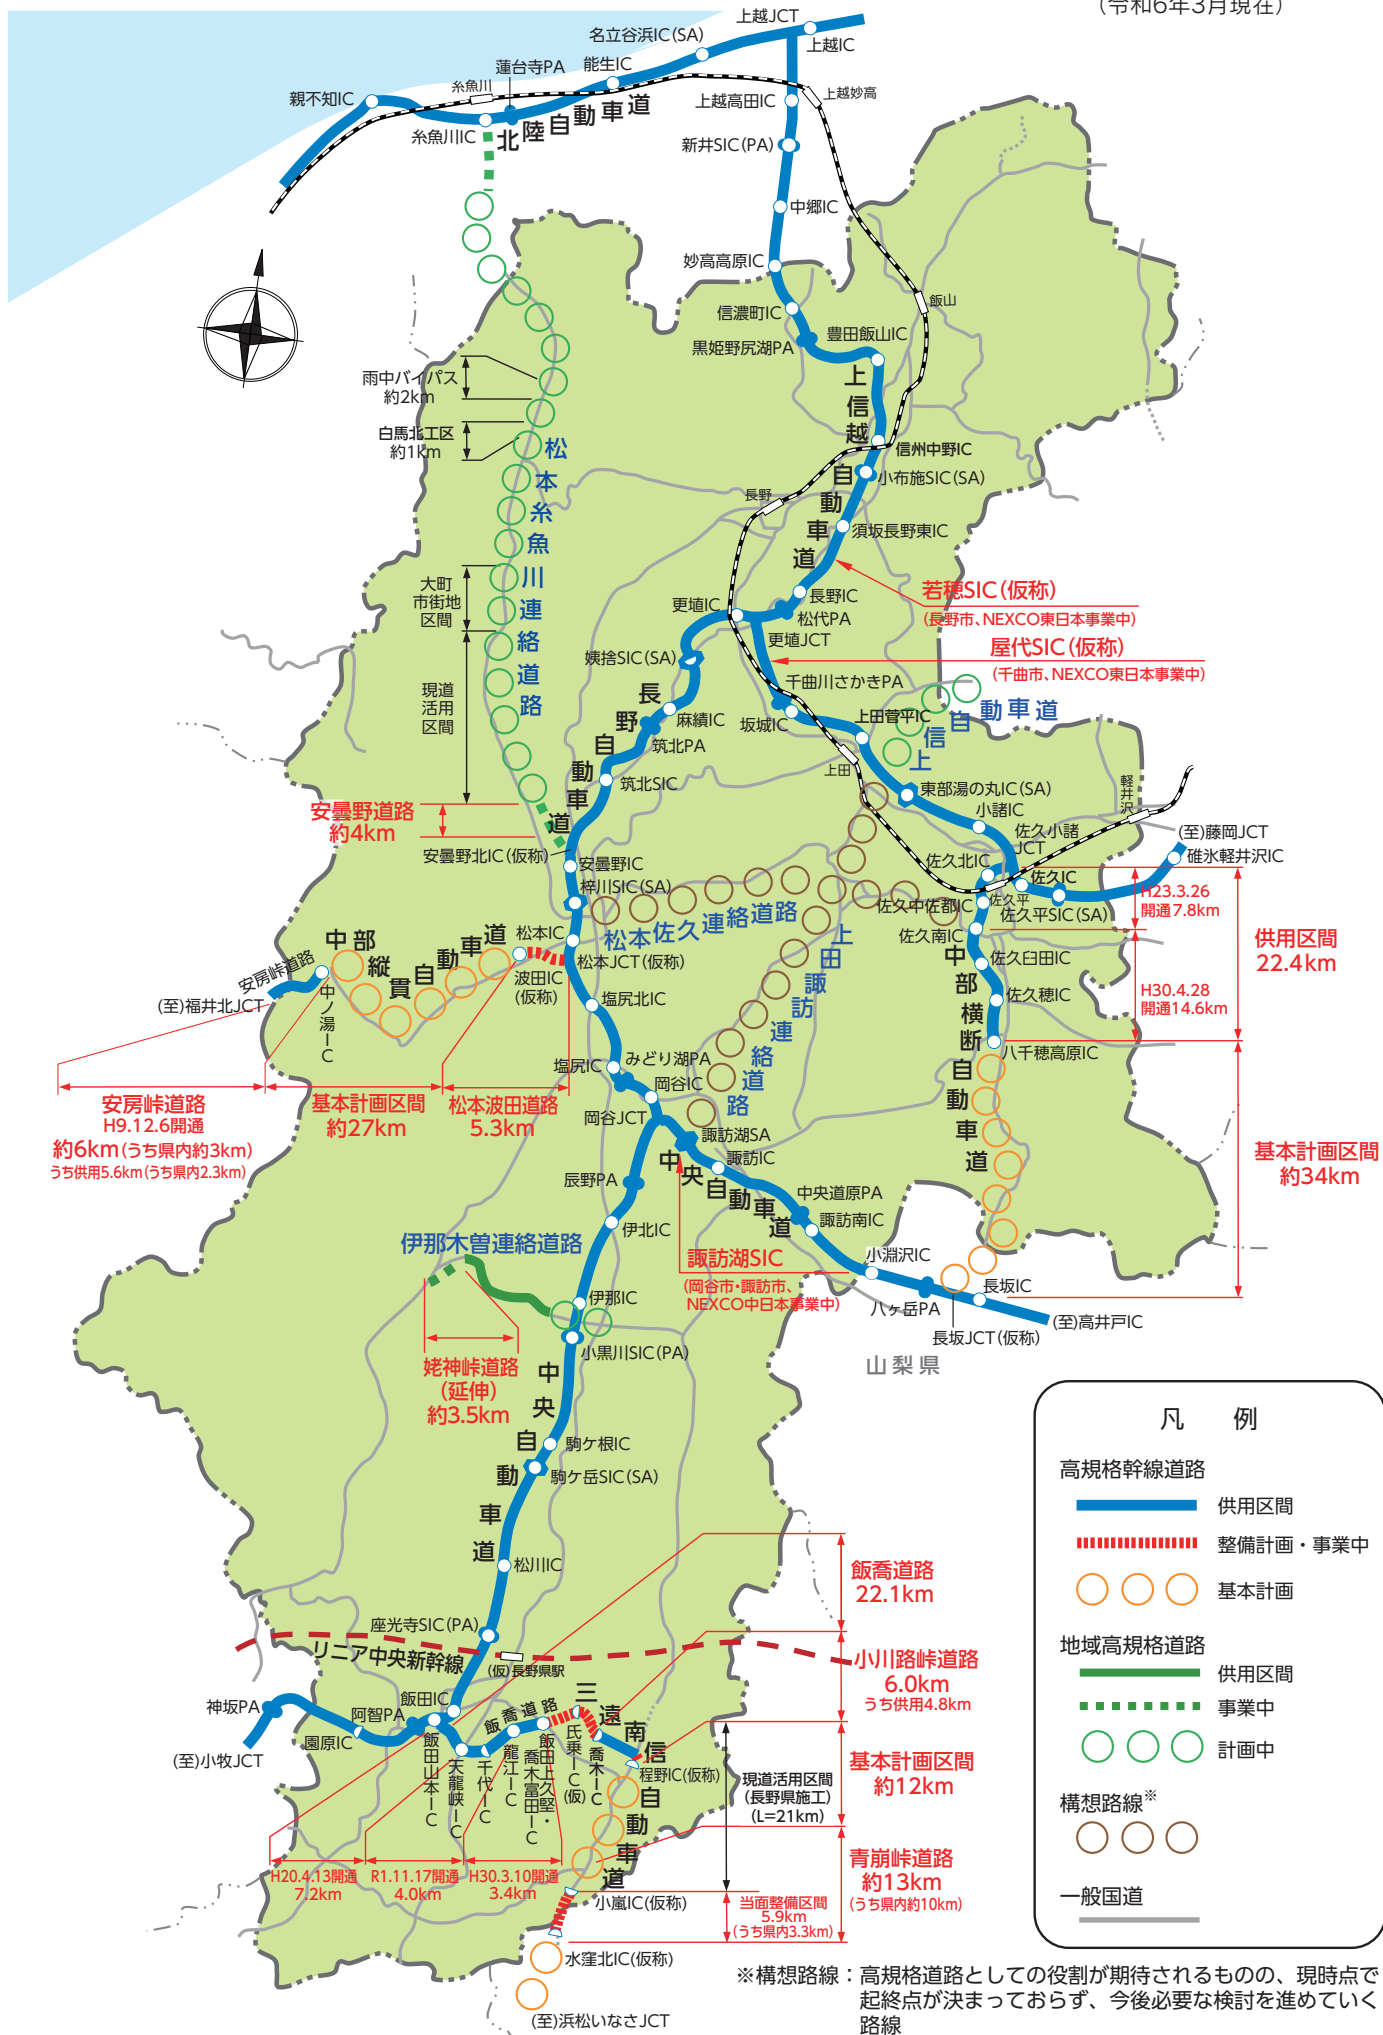 (令和6年3月現在)
上越JCT
名立谷浜IC(SA)
上越IC
能生IC
蓮台寺PA
糸魚川
親不知IC
上越高田IC
上越妙高
糸魚川IC
北陸自動車道
新井SIC(PA)
中郷IC
妙高高原IC
信濃町IC
飯山
黒姫野尻湖PA
豊田飯山IC
雨中バイパス
約2km
上信越自動車道
白馬北工区
約1km
信州中野IC
小布施SIC(SA)
松本糸魚川連絡道路
長野
須坂長野東IC
大町
市街地
区間
長野IC
若穂SIC(仮称)
(長野市、NEXCO東日本事業中)
更埴IC
松代PA
更埴JCT
屋代SIC(仮称)
(千曲市、NEXCO東日本事業中)
姨捨SIC(SA)
千曲川さかきPA
現道
活用
区間
長野自動車道
麻績IC
坂城IC
上田菅平IC
上信自動車道
筑北PA
上田
筑北SIC
東部湯の丸IC(SA)
軽井沢
安曇野道路
約4km
小諸IC
佐久小諸
JCT
(至)藤岡JCT
安曇野北IC(仮称)
安曇野IC
佐久北IC
碓氷軽井沢IC
梓川SIC(SA)
佐久IC
佐久平
佐久中佐都IC
佐久平SIC(SA)
H23.3.26
開通7.8km
松本佐久連絡道路
松本IC
佐久南IC
供用区間
22.4km
中部縦貫自動車道
松本JCT(仮称)
波田IC
(仮称)
上田諏訪連絡道路
佐久臼田IC
安房峠道路
(至)福井北JCT
中ノ湯IC
塩尻北IC
佐久穂IC
H30.4.28
開通14.6km
中部横断自動車道
八千穂高原IC
塩尻IC
みどり湖PA
岡谷IC
安房峠道路
H9.12.6開通
約6km(うち県内約3km)
うち供用5.6km(うち県内2.3km)
基本計画区間
約27km
松本波田道路
5.3km
岡谷JCT
諏訪湖SA
諏訪IC
中央自動車道
基本計画区間
約34km
辰野PA
中央道原PA
諏訪南IC
伊北IC
伊那木曽連絡道路
諏訪湖SIC
(岡谷市・諏訪市、
NEXCO中日本事業中)
小淵沢IC
長坂IC
伊那IC
八ヶ岳PA
(至)高井戸IC
長坂JCT(仮称)
小黒川SIC(PA)
山梨県
姥神峠道路
(延伸)
約3.5km
中央自動車道
駒ケ根IC
駒ケ岳SIC(SA)
松川IC
飯喬道路
22.1km
座光寺SIC(PA)
リニア中央新幹線
(仮)長野県駅
小川路峠道路
6.0km
うち供用4.8km
神坂PA
飯田IC
阿智PA
飯喬道路
三遠南信自動車道
園原IC
(至)小牧JCT
飯田山本IC
天龍峡IC
千代IC
龍江IC
飯田上久堅・
喬木富田IC
氏乗IC(仮)
喬木IC
程野IC(仮称)
現道活用区間
(長野県施工)
(L=21km)
基本計画区間
約12km
H20.4.13開通
7.2km
R1.11.17開通
4.0km
H30.3.10開通
3.4km
青崩峠道路
約13km
(うち県内約10km)
小嵐IC(仮称)
当面整備区間
5.9km
(うち県内3.3km)
水窪北IC(仮称)
(至)浜松いなさJCT
凡 例
高規格幹線道路
供用区間
整備計画・事業中
基本計画
地域高規格道路
供用区間
事業中
計画中
構想路線※
一般国道
※構想路線：高規格道路としての役割が期待されるものの、現時点で
起終点が決まっておらず、今後必要な検討を進めていく
路線